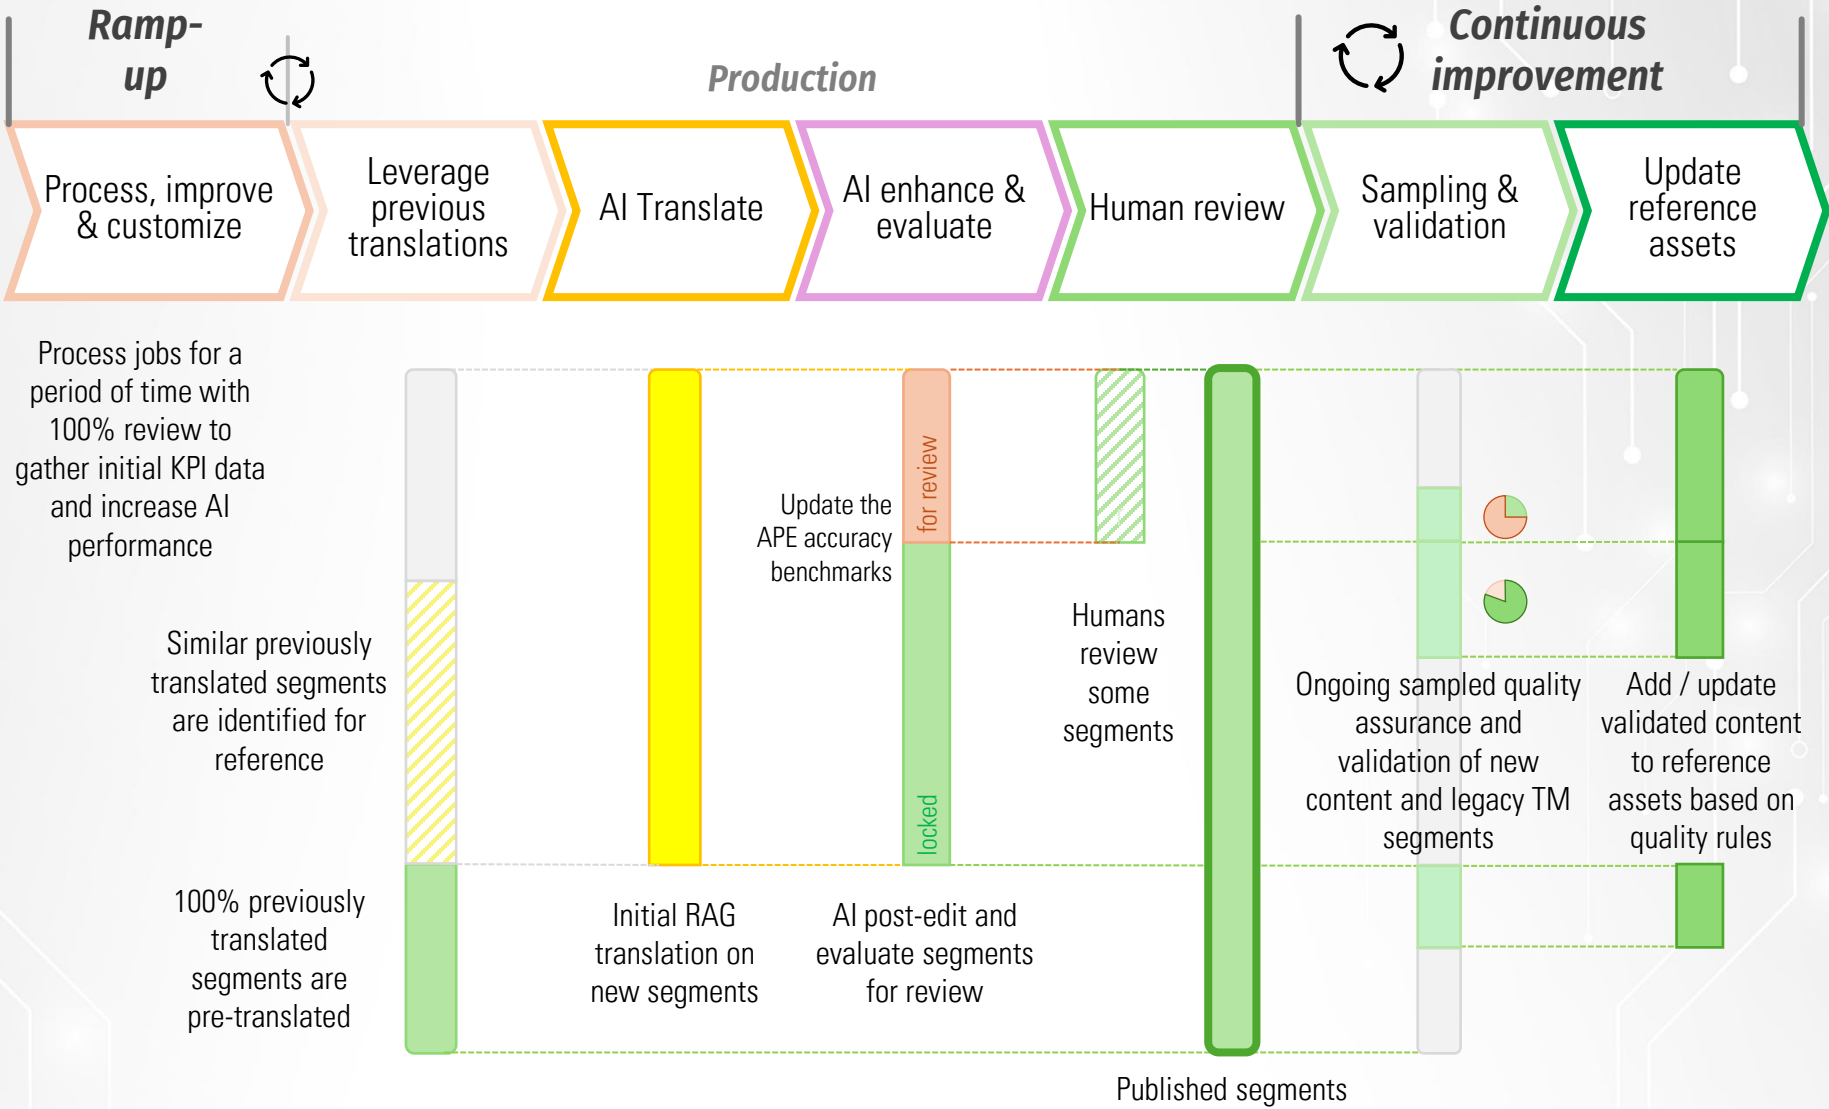 Ramp-
up
Production
Continuous
improvement
Process, improve
& customize
Leverage
previous
translations
AI Translate
AI enhance &
evaluate
Human review
Sampling &
validation
Update
reference
assets
Process jobs for a
period of time with
100% review to
gather initial KPI data
and increase AI
performance
Similar previously
translated segments
are identified for
reference
100% previously
translated
segments are
pre-translated
Initial RAG
translation on
new segments
Update the
APE accuracy
benchmarks
for review
locked
AI post-edit and
evaluate segments
for review
Humans
review
some
segments
Published segments
Ongoing sampled quality
assurance and
validation of new
content and legacy TM
segments
Add / update
validated content
to reference
assets based on
quality rules